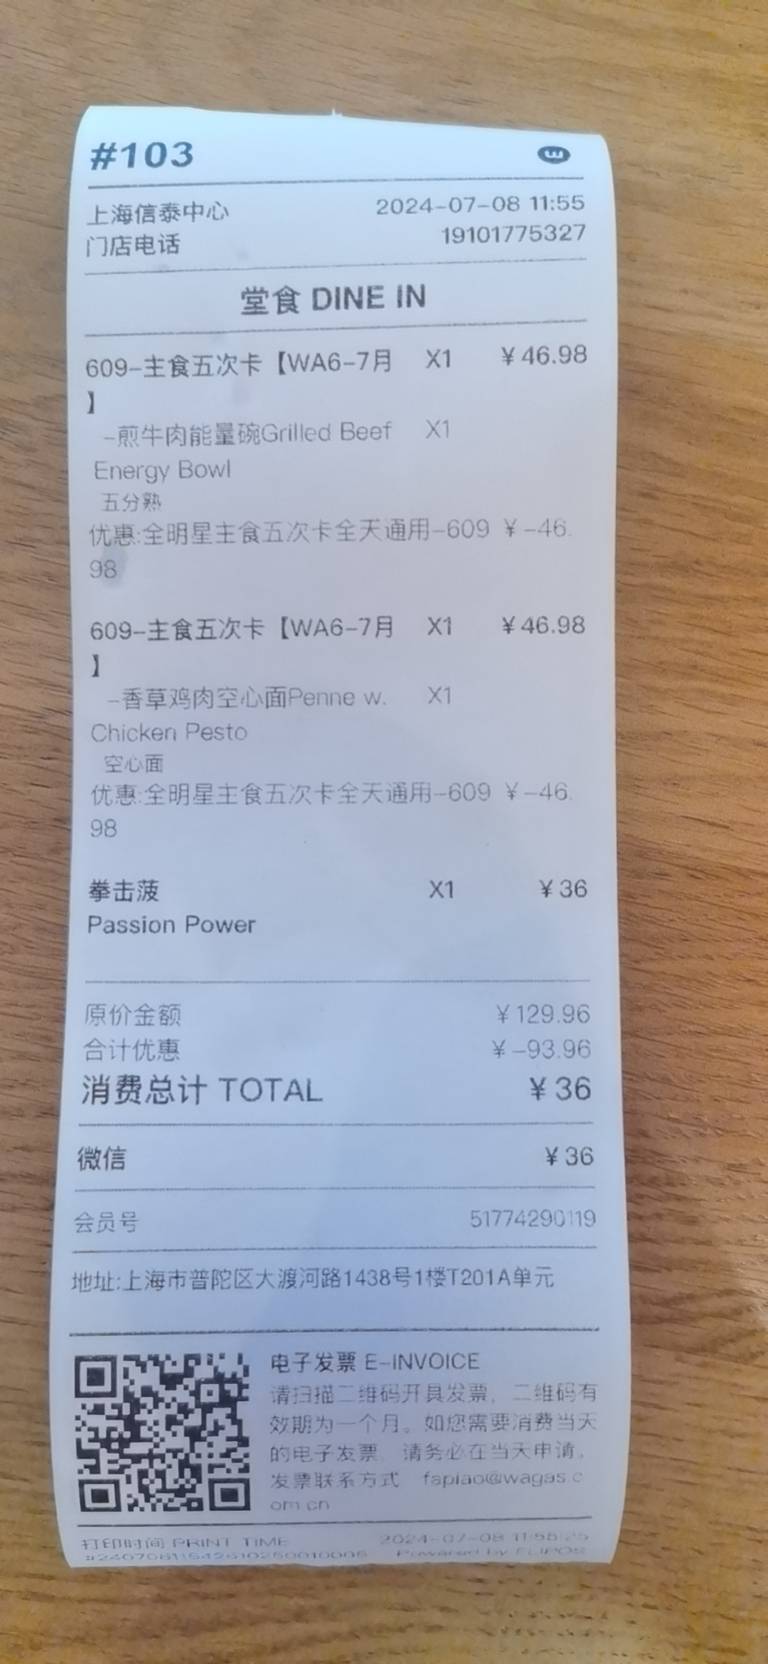 #103
上海信泰中心 2024-07-08 11:55
门店电话 19101775327
堂食 DINE IN
609-主食五次卡【WA6-7月 X1 ¥46.98
】
-煎牛肉能量碗Grilled Beef X1
Energy Bowl
五分熟
优惠:全明星主食五次卡全天通用-609 ¥-46.
98
609-主食五次卡【WA6-7月 X1 ¥46.98
】
-香草鸡肉空心面Penne w. X1
Chicken Pesto
空心面
优惠:全明星主食五次卡全天通用-609 ¥-46.
98
拳击菠 X1 ¥36
Passion Power
原价金额 ¥129.96
合计优惠 ¥-93.96
消费总计 TOTAL ¥36
微信 ¥36
会员号 51774290119
地址:上海市普陀区大渡河路1438号1楼T201A单元
电子发票 E-INVOICE
请扫描二维码开具发票，二维码有
效期为一个月。如您需要消费当天
的电子发票，请务必在当天申请。
发票联系方式 fapiao@wagas.c
om.cn
打印时间 PRINT TIME 2024-07-08 11:55:25
Powered by FLIPOS